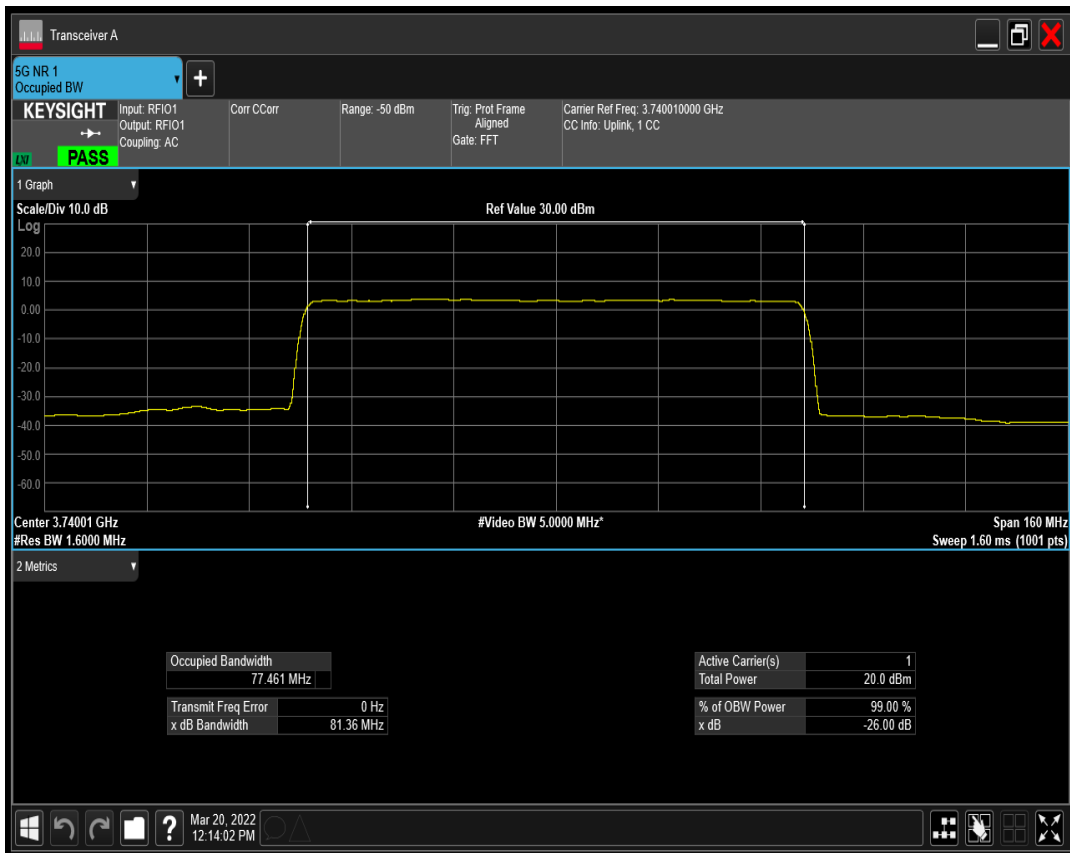 Transceiver A
5G NR 1
Occupied BW
+
KEYSIGHT
LXI
PASS
Input: RFIO1
Output: RFIO1
Coupling: AC
Corr CCorr
Range: -50 dBm
Trig: Prot Frame
Aligned
Gate: FFT
Carrier Ref Freq: 3.740010000 GHz
CC Info: Uplink, 1 CC
1 Graph
Scale/Div 10.0 dB
Ref Value 30.00 dBm
Log
20.0
10.0
0.00
-10.0
-20.0
-30.0
-40.0
-50.0
-60.0
Center 3.74001 GHz
#Video BW 5.0000 MHz*
Span 160 MHz
#Res BW 1.6000 MHz
Sweep 1.60 ms (1001 pts)
2 Metrics
Occupied Bandwidth
77.461 MHz
Transmit Freq Error 0 Hz
x dB Bandwidth 81.36 MHz
Active Carrier(s) 1
Total Power 20.0 dBm
% of OBW Power 99.00 %
x dB -26.00 dB
?
Mar 20, 2022
12:14:02 PM